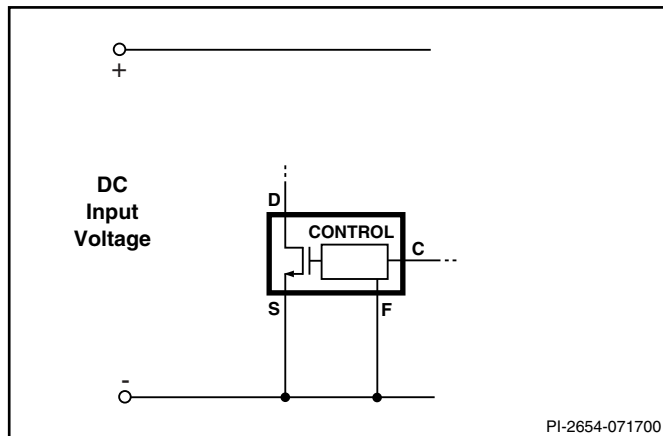 +
DC
Input
Voltage
D
CONTROL
C
S
F
-
PI-2654-071700